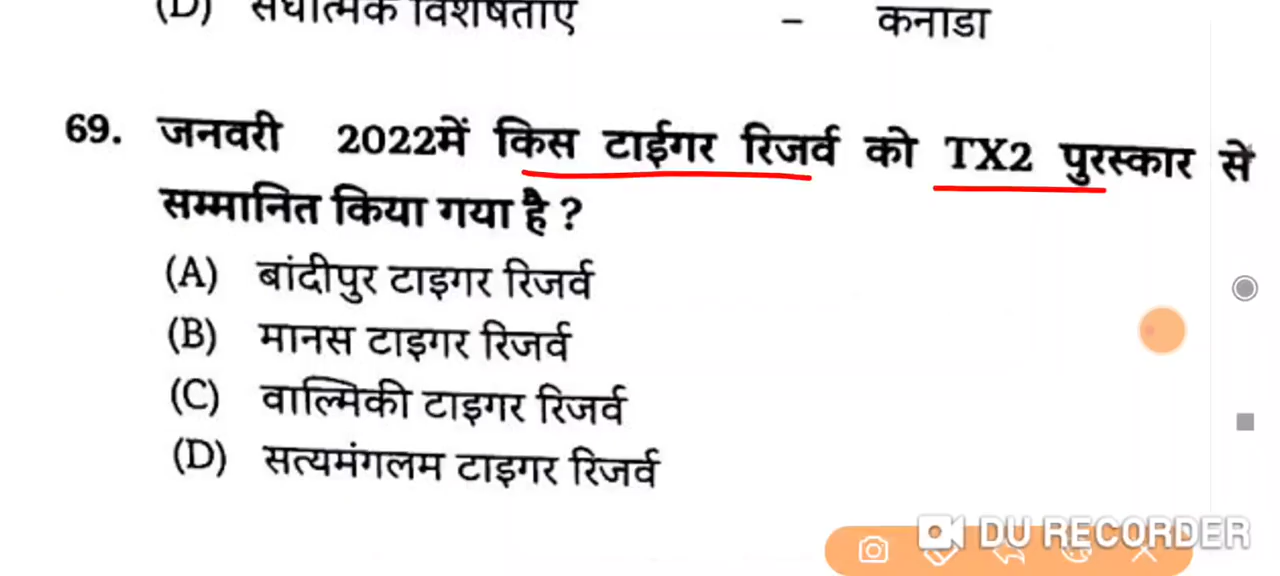 (D) संघात्मक विशेषताएँ – कनाडा
69. जनवरी 2022में किस टाईगर रिजर्व को TX2 पुरस्कार से
सम्मानित किया गया है ?
(A) बांदीपुर टाइगर रिजर्व
(B) मानस टाइगर रिजर्व
(C) वाल्मिकी टाइगर रिजर्व
(D) सत्यमंगलम टाइगर रिजर्व
DU RECORDER